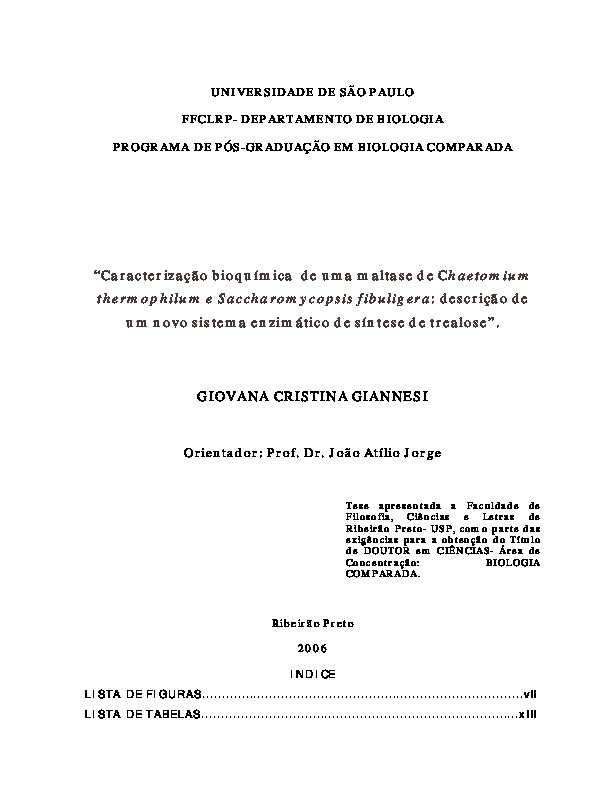 UNIVERSIDADE DE SÃO PAULO
FFCLRP- DEPARTAMENTO DE BIOLOGIA
PROGRAMA DE PÓS-GRADUAÇÃO EM BIOLOGIA COMPARADA
“Caracterização bioquímica de uma maltase de Chaetomium
thermophilum e Saccharomycopsis fibuligera: descrição de
um novo sistema enzimático de síntese de trealose”.
GIOVANA CRISTINA GIANNESI
Orientador: Prof. Dr. João Atílio Jorge
Tese apresentada a Faculdade de
Filosofia, Ciências e Letras de
Ribeirão Preto- USP, como parte das
exigências para a obtenção do Título
de DOUTOR em CIÊNCIAS- Área de
Concentração: BIOLOGIA
COMPARADA.
Ribeirão Preto
2006
INDICE
LISTA DE FIGURAS.................................................................................vII
LISTA DE TABELAS................................................................................xIII